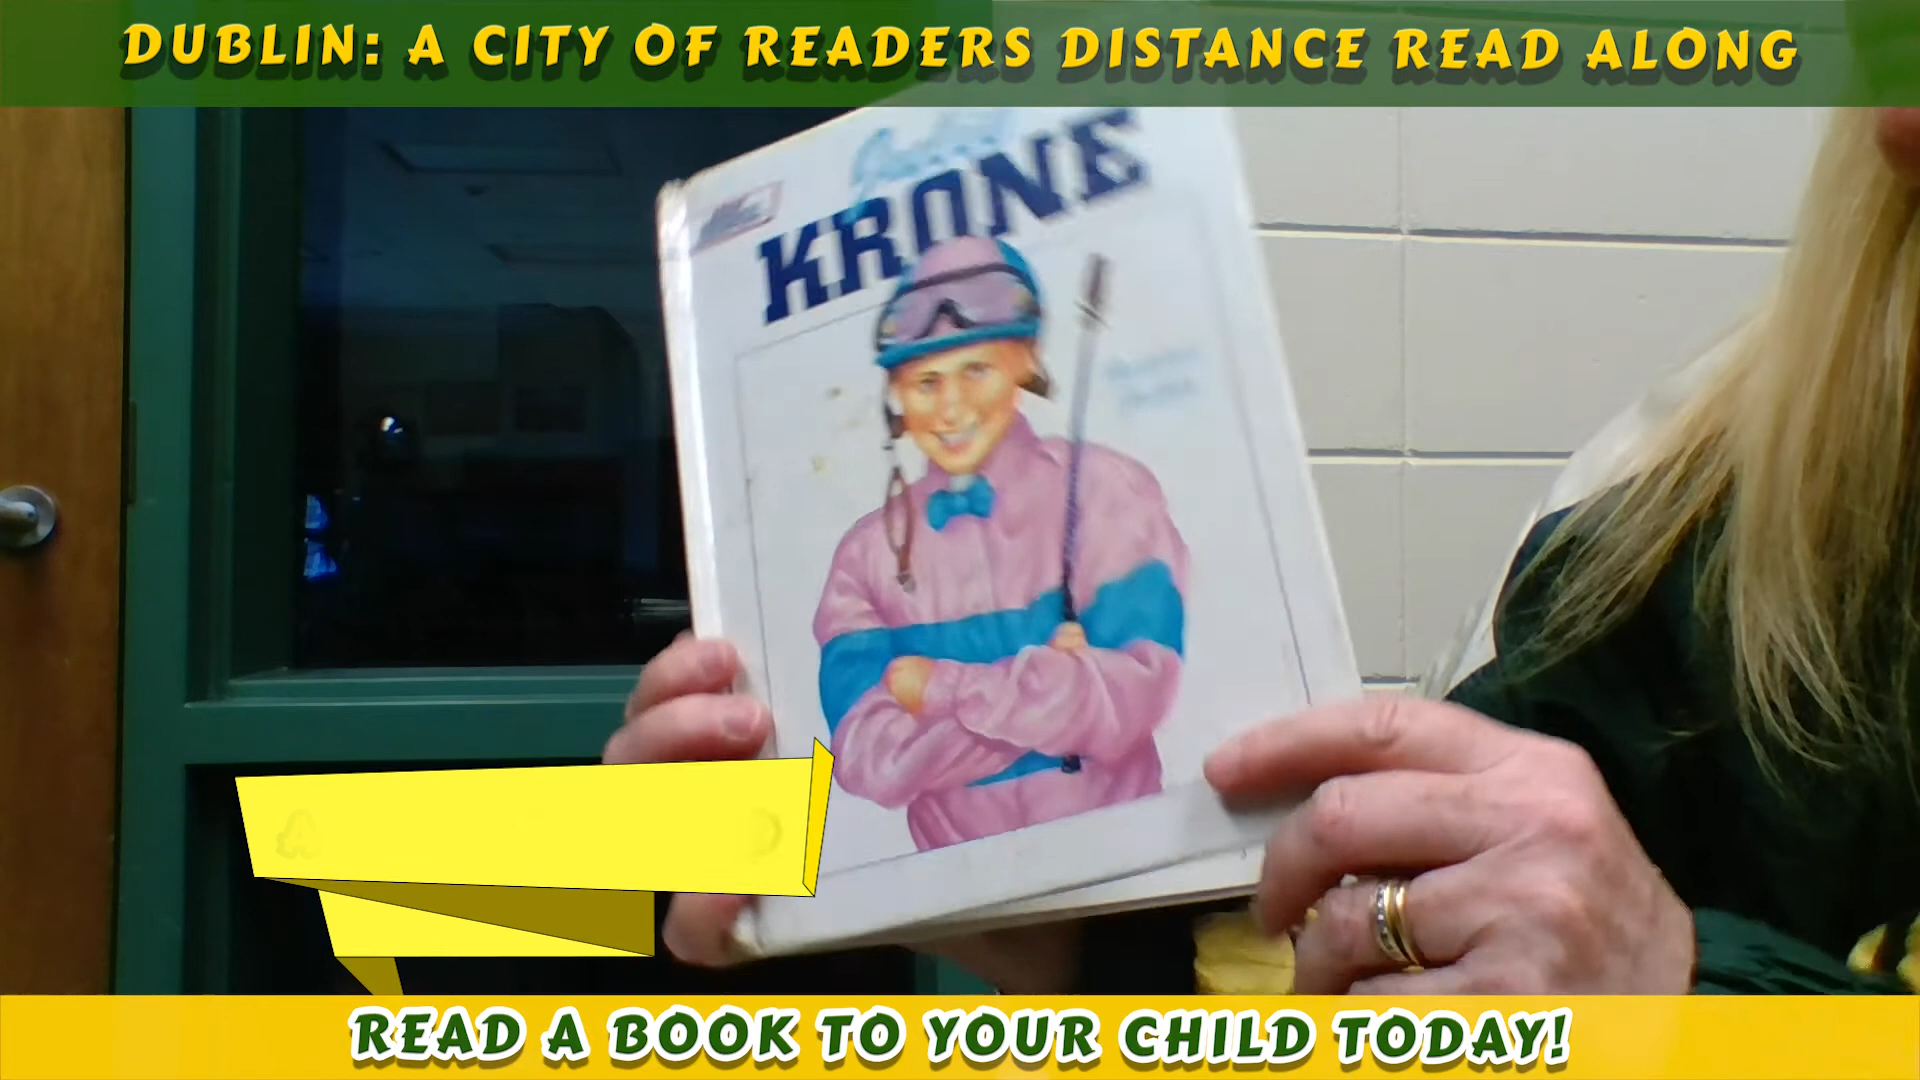 DUBLIN: A CITY OF READERS DISTANCE READ ALONG
KRONE
READ A BOOK TO YOUR CHILD TODAY!